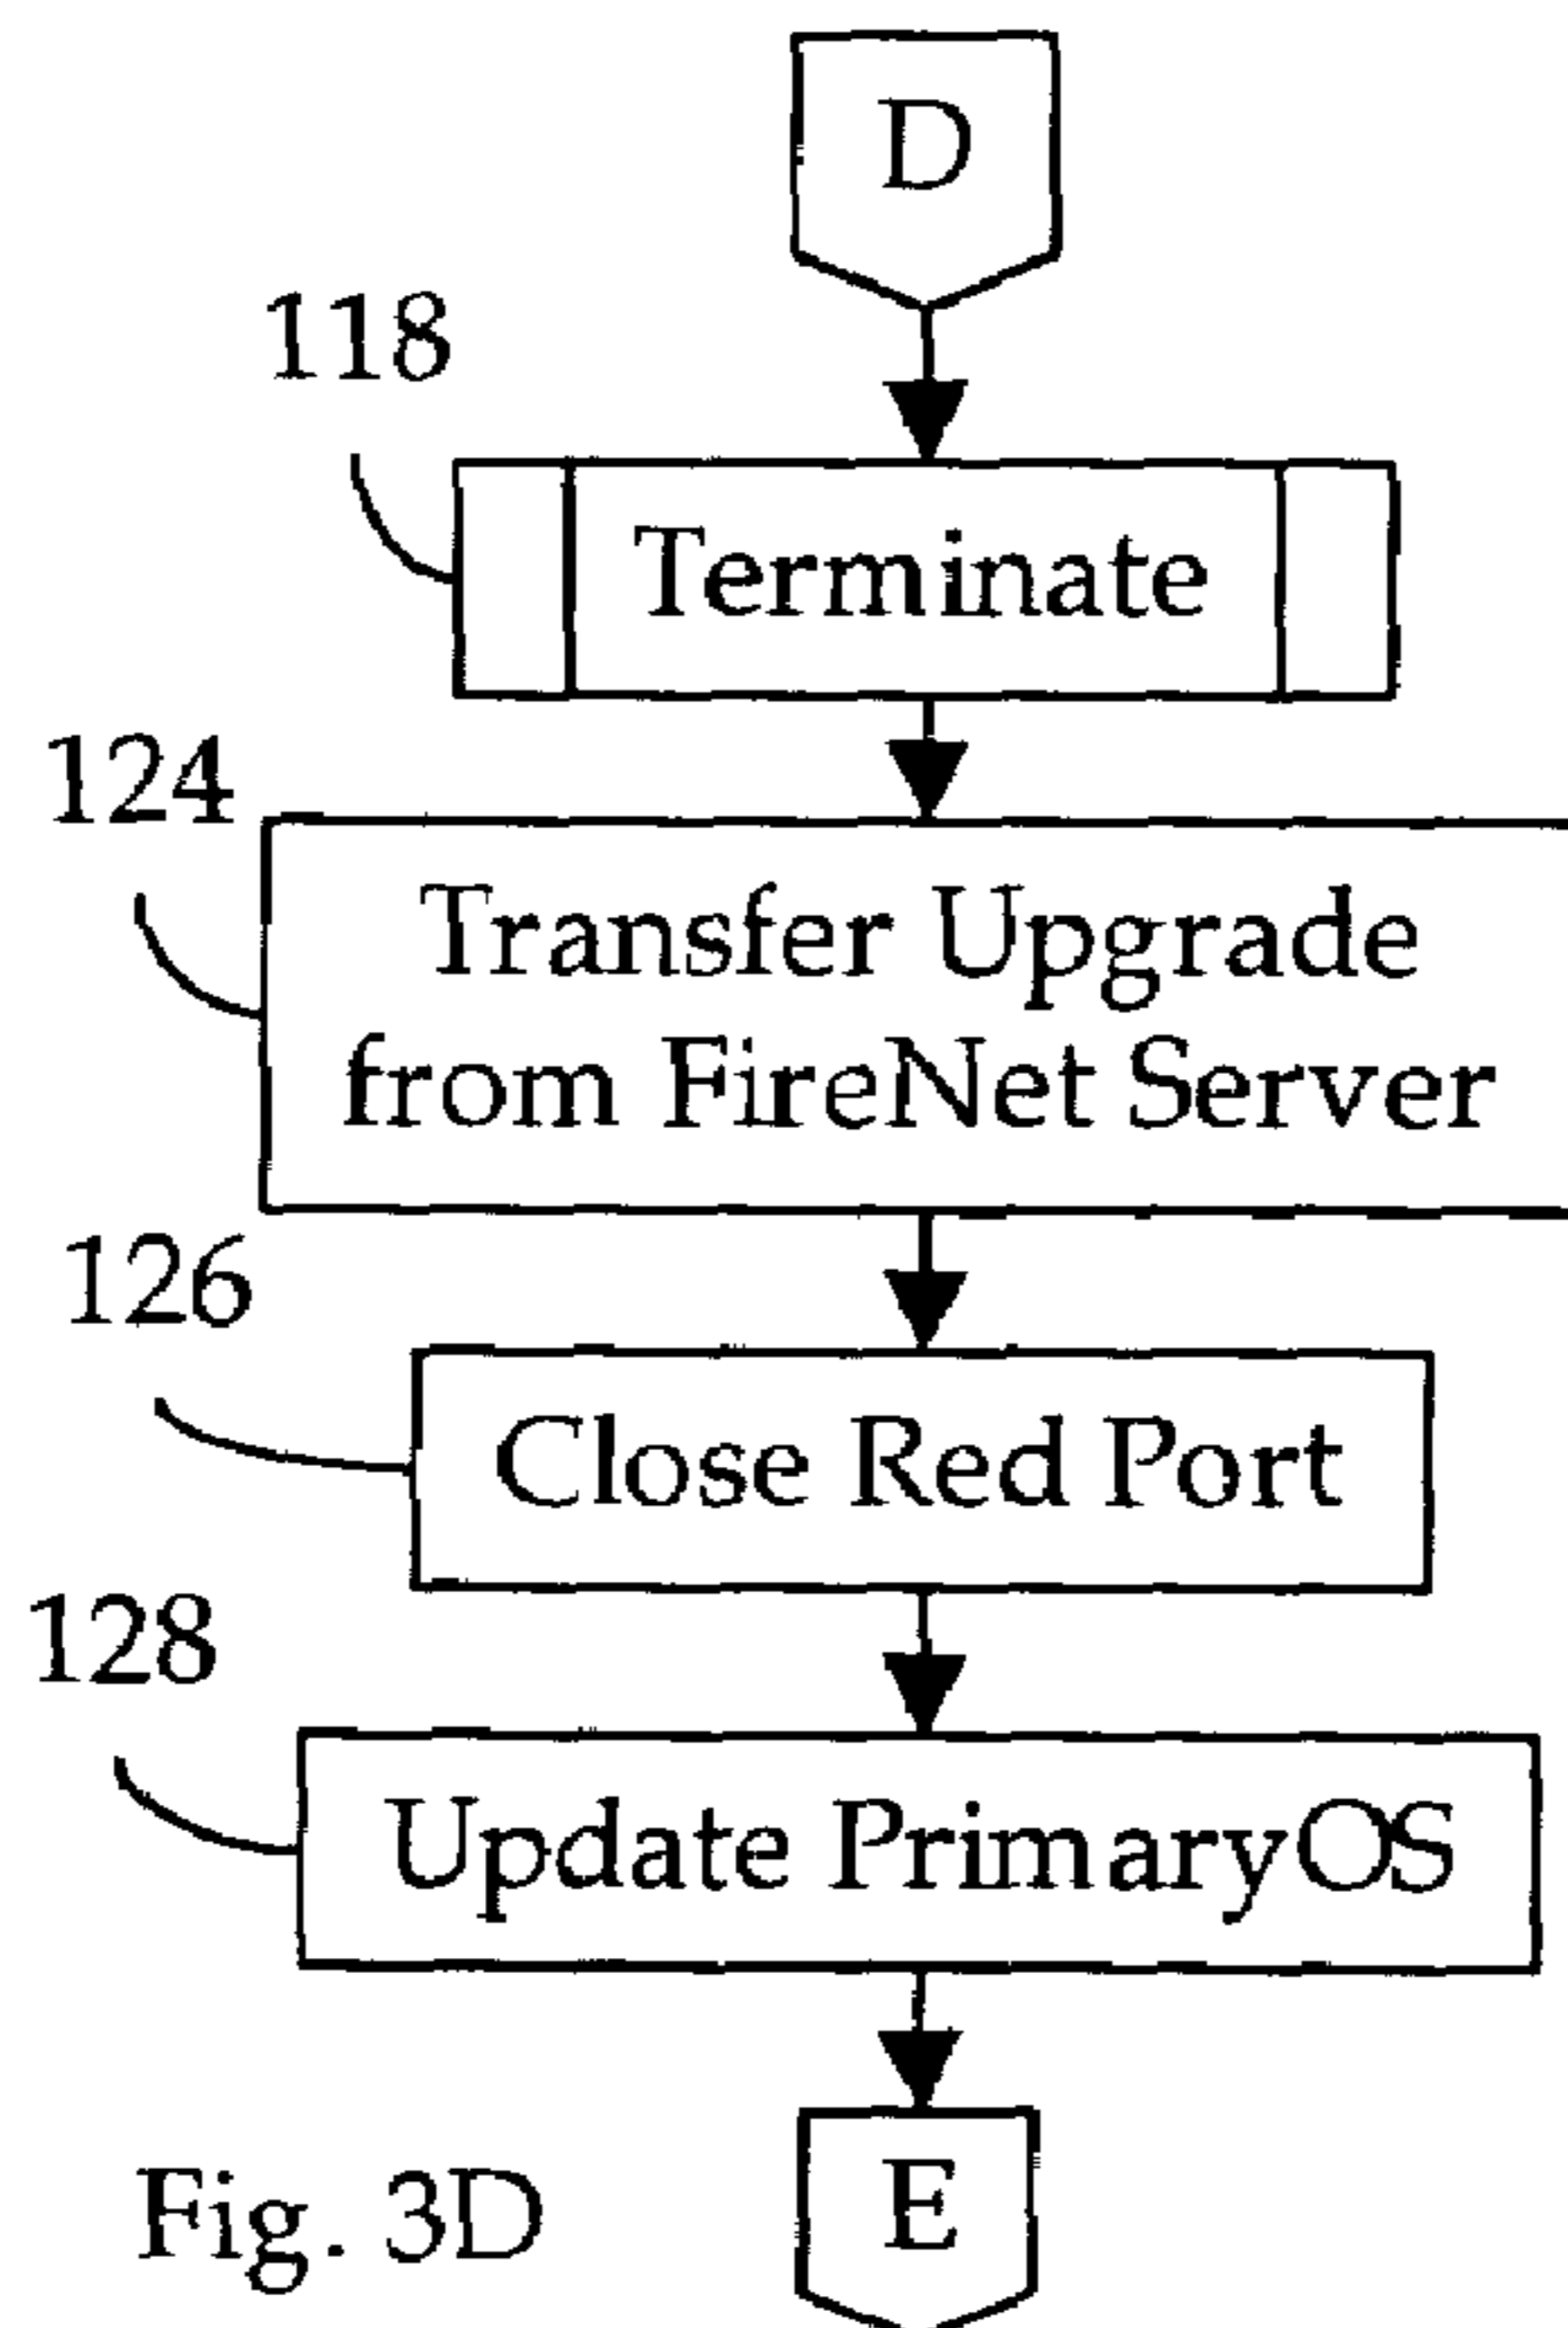 D
118
Terminate
124
Transfer Upgrade
from FireNet Server
126
Close Red Port
128
Update PrimaryOS
Fig. 3D
E